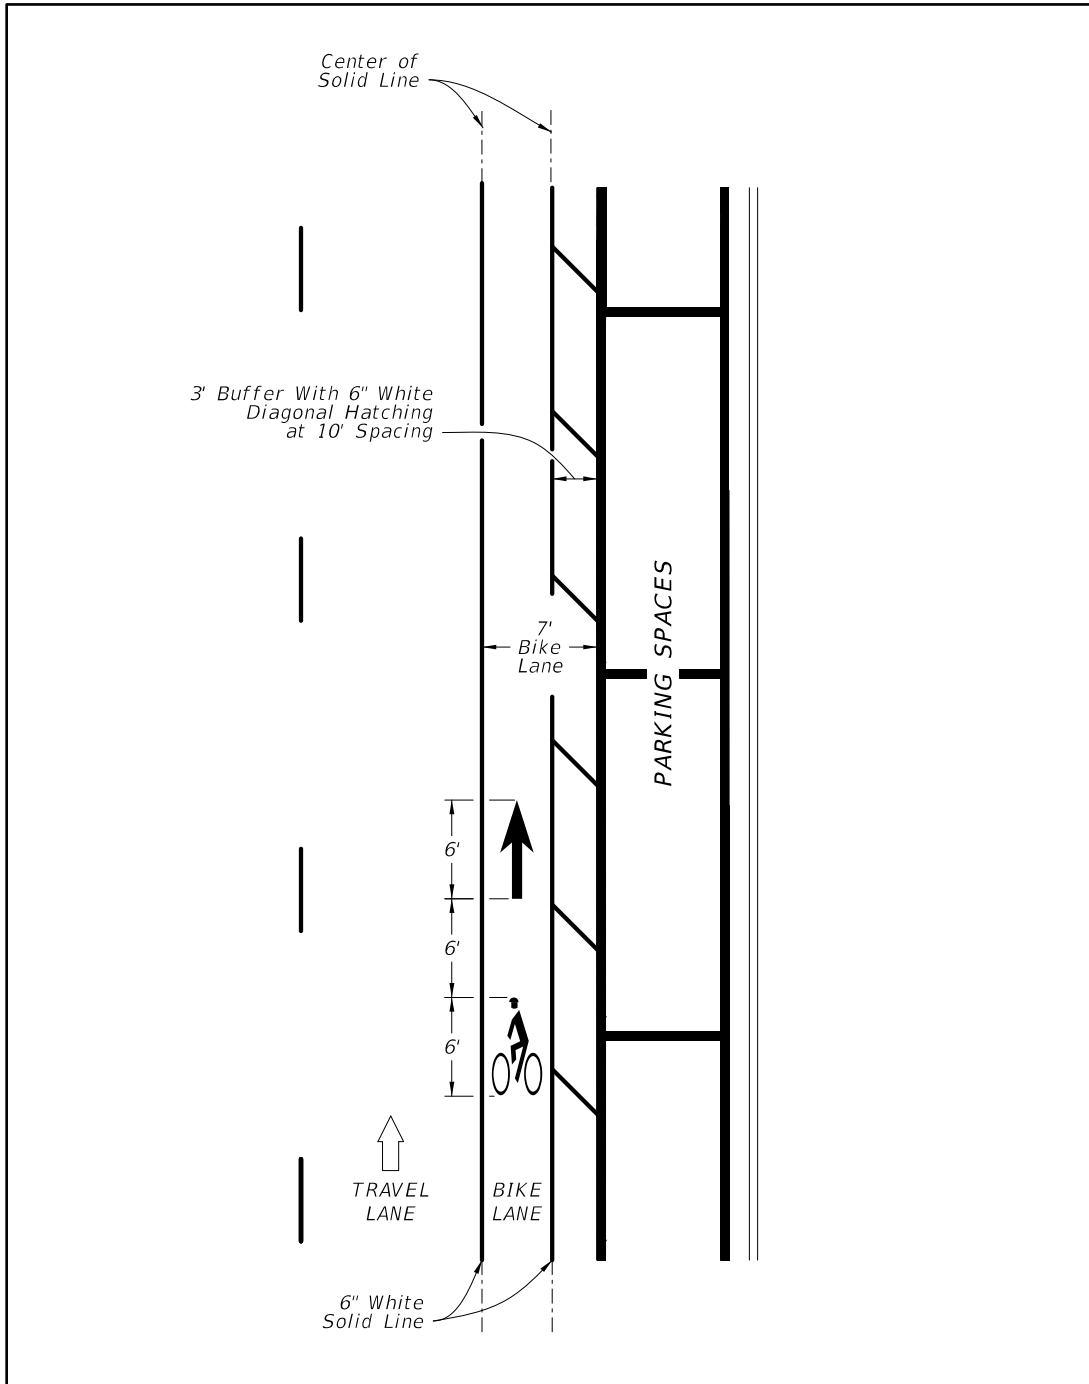 Center of
Solid Line
3' Buffer With 6" White
Diagonal Hatching
at 10' Spacing
7'
Bike
Lane
PARKING SPACES
6'
6'
6'
TRAVEL
LANE
BIKE
LANE
6" White
Solid Line